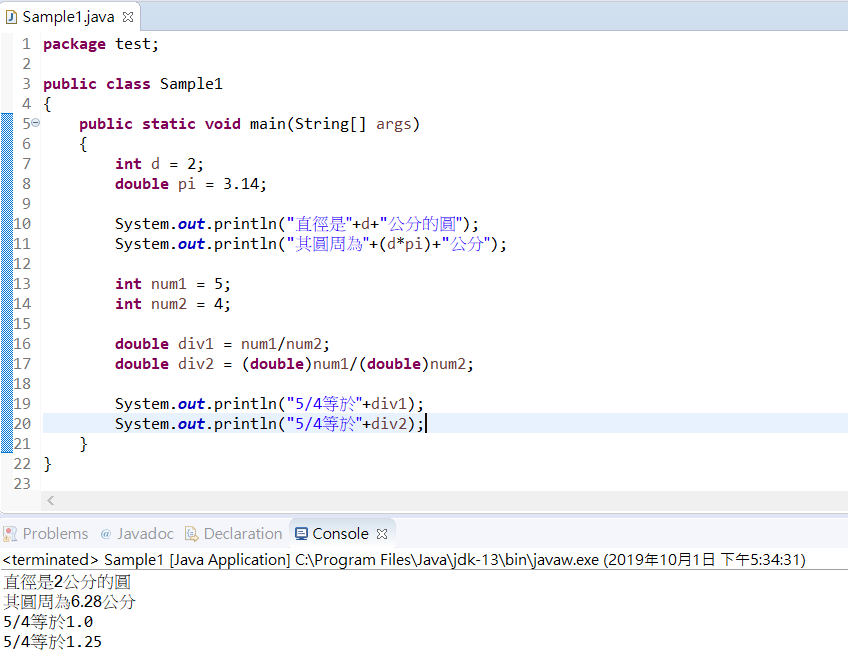 Sample1.java
1 package test;
2
3 public class Sample1
4 {
5     public static void main(String[] args)
6     {
7         int d = 2;
8         double pi = 3.14;
9
10         System.out.println("直徑是"+d+"公分的圓");
11         System.out.println("其圓周為"+(d*pi)+"公分");
12
13         int num1 = 5;
14         int num2 = 4;
15
16         double div1 = num1/num2;
17         double div2 = (double)num1/(double)num2;
18
19         System.out.println("5/4等於"+div1);
20         System.out.println("5/4等於"+div2);
21     }
22 }
23
Problems @ Javadoc Declaration Console
<terminated> Sample1 [Java Application] C:\Program Files\Java\jdk-13\bin\javaw.exe (2019年10月1日 下午5:34:31)
直徑是2公分的圓
其圓周為6.28公分
5/4等於1.0
5/4等於1.25